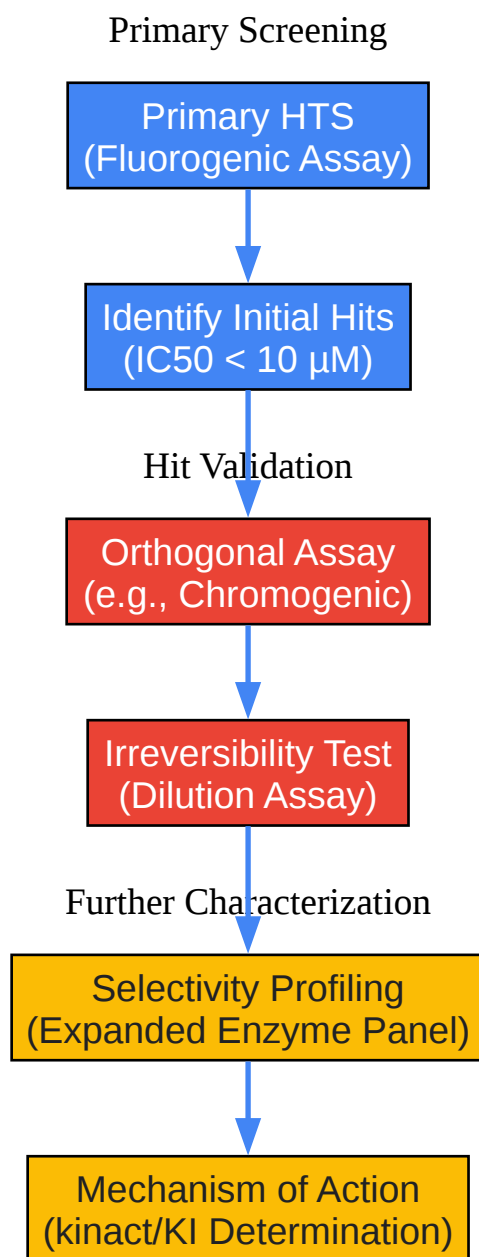 Primary Screening
Primary HTS
(Fluorogenic Assay)
Identify Initial Hits
(IC50 < 10 µM)
Hit Validation
Orthogonal Assay
(e.g., Chromogenic)
Irreversibility Test
(Dilution Assay)
Further Characterization
Selectivity Profiling
(Expanded Enzyme Panel)
Mechanism of Action
(kinact/KI Determination)